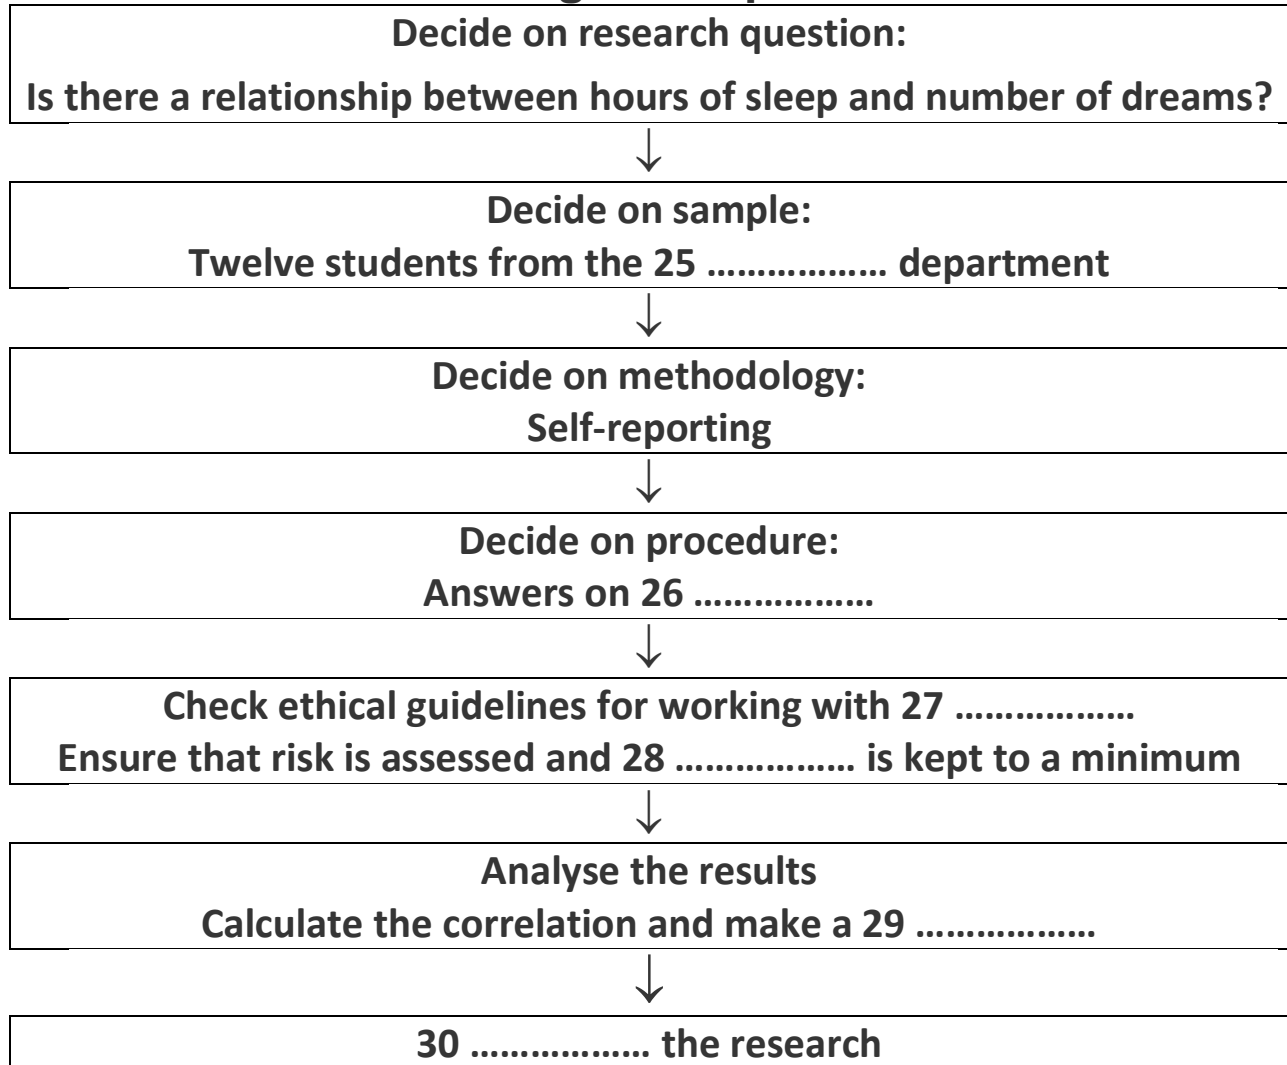 Decide on research question:
Is there a relationship between hours of sleep and number of dreams?
↓
Decide on sample:
Twelve students from the 25 ……………… department
↓
Decide on methodology:
Self-reporting
↓
Decide on procedure:
Answers on 26 ………………
↓
Check ethical guidelines for working with 27 ………………
Ensure that risk is assessed and 28 ……………… is kept to a minimum
↓
Analyse the results
Calculate the correlation and make a 29 ………………
↓
30 ……………… the research